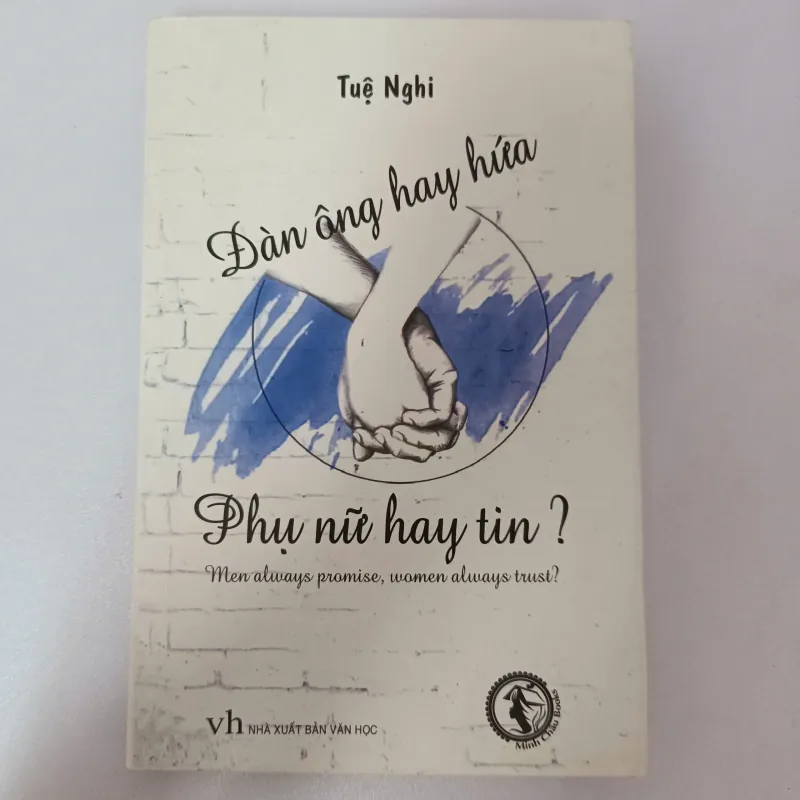 Tuệ Nghi
Đàn ông hay hứa
Phụ nữ hay tin?
Men always promise, women always trust?
vh NHÀ XUẤT BẢN VĂN HỌC
Minh Châu Books